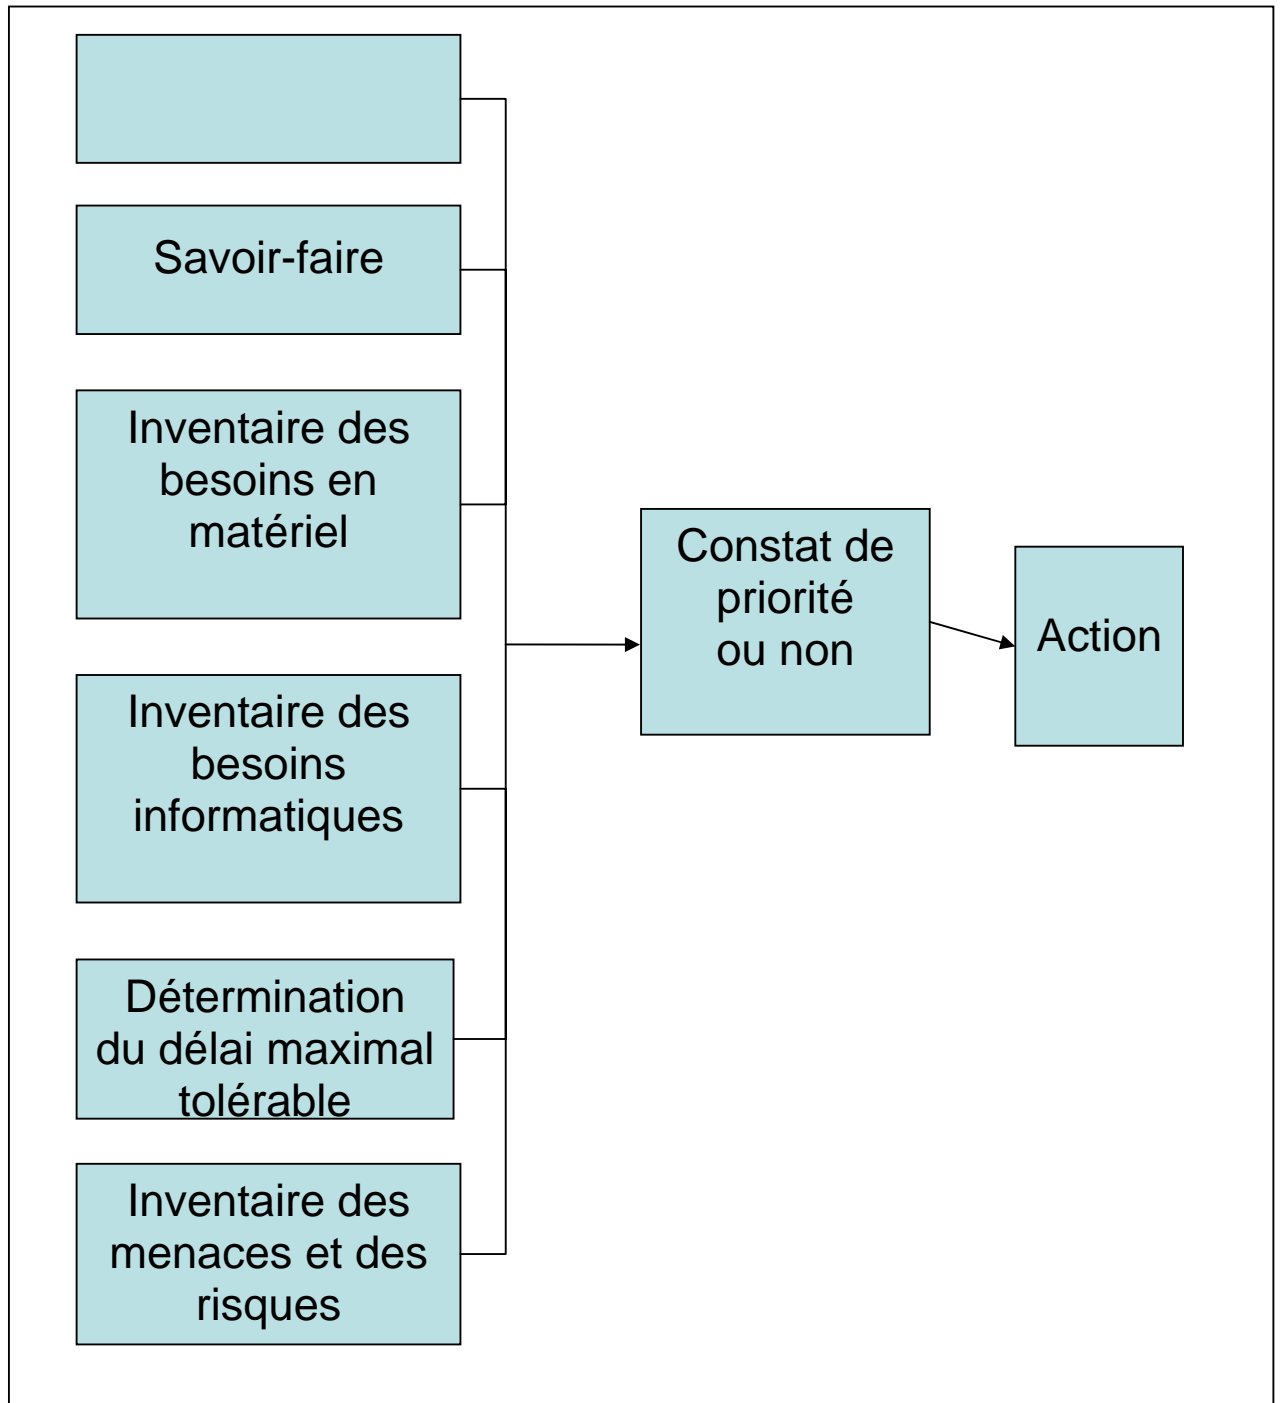 Savoir-faire
Inventaire des
besoins en
matériel
Inventaire des
besoins
informatiques
Détermination
du délai maximal
tolérable
Inventaire des
menaces et des
risques
Constat de
priorité
ou non
Action